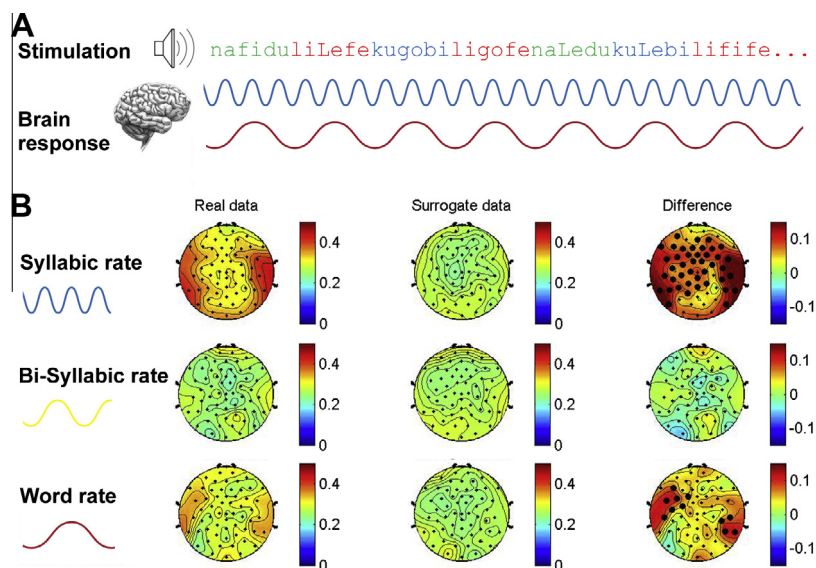 A
Stimulation
nafiduliLefekugobiligofenaLedukuLebilifife...
Brain
response
B
Real data
Surrogate data
Difference
Syllabic rate
0.4
0.2
0
0.4
0.2
0
0.1
0
-0.1
Bi-Syllabic rate
0.4
0.2
0
0.4
0.2
0
0.1
0
-0.1
Word rate
0.4
0.2
0
0.4
0.2
0
0.1
0
-0.1